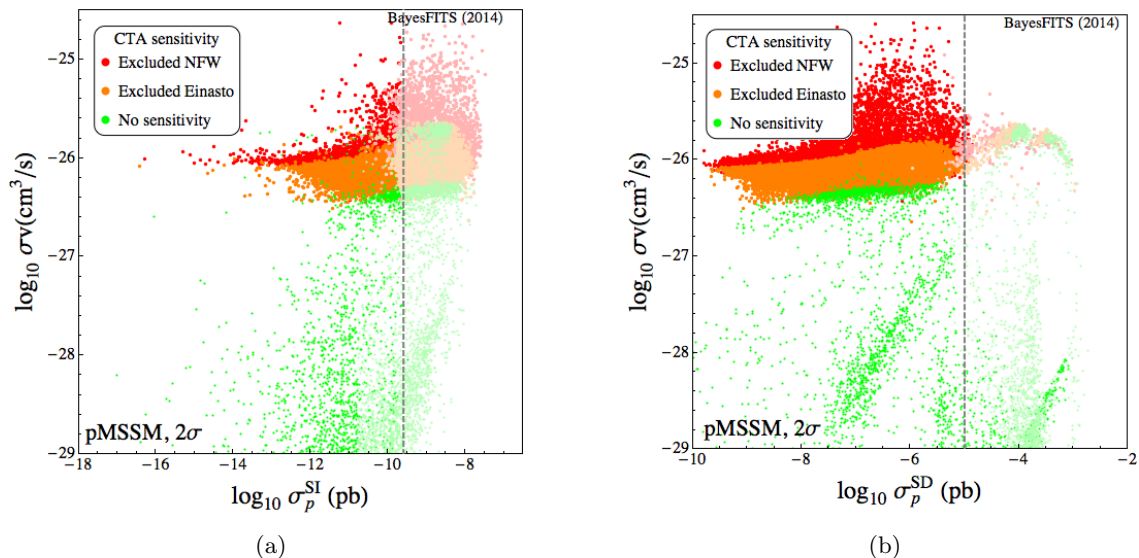 BayesFITS (2014)
CTA sensitivity
Excluded NFW
Excluded Einasto
No sensitivity
−25
−26
−27
−28
−29
log₁₀ σv(cm³/s)
pMSSM, 2σ
−18 −16 −14 −12 −10 −8
log₁₀ σₚˢᴵ (pb)
(a)
BayesFITS (2014)
CTA sensitivity
Excluded NFW
Excluded Einasto
No sensitivity
−25
−26
−27
−28
−29
log₁₀ σv(cm³/s)
pMSSM, 2σ
−10 −8 −6 −4 −2
log₁₀ σₚˢᴰ (pb)
(b)